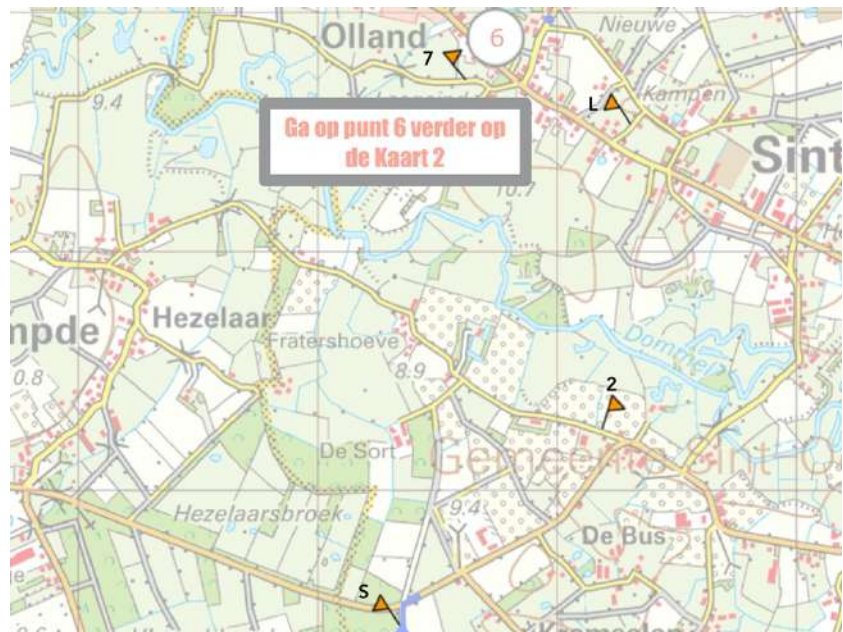 Olland
7
6
Nieuwe
L
Kampen
9.4
Ga op punt 6 verder op
de Kaart 2
10.7
Sint
mpde
Hezelaar
Fratershoeve
8.9
Dommel
0.8
2
De Sort
Gemeente Sint O
Hezelaarsbroek
9.4
De Bus
S